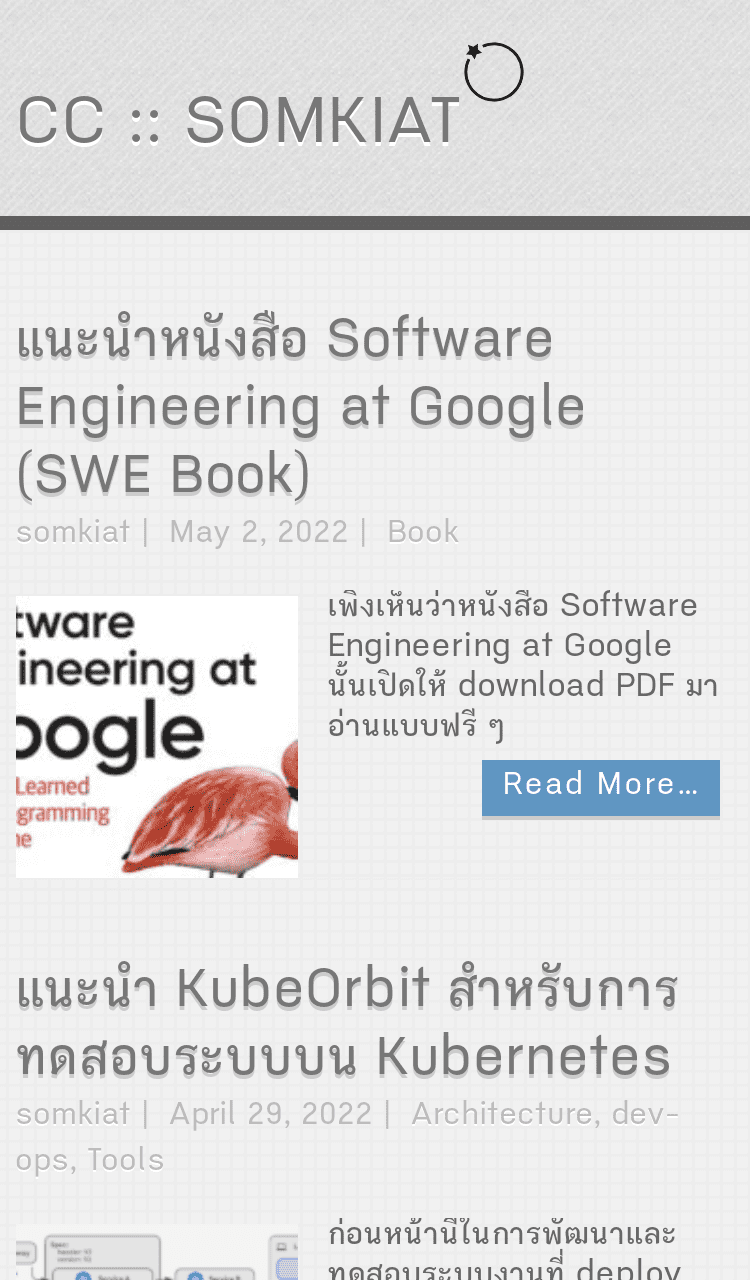 CC :: SOMKIAT
แนะนำหนังสือ Software
Engineering at Google
(SWE Book)
somkiat | May 2, 2022 | Book
tware
ineering at
oogle
Learned
gramming
ne
เพิ่งเห็นว่าหนังสือ Software
Engineering at Google
นั้นเปิดให้ download PDF มา
อ่านแบบฟรี ๆ
Read More…
แนะนำ KubeOrbit สำหรับการ
ทดสอบระบบบน Kubernetes
somkiat | April 29, 2022 | Architecture, dev-
ops, Tools
ก่อนหน้านี้ในการพัฒนาและ
ทดสอบระบบงานที่ deploy